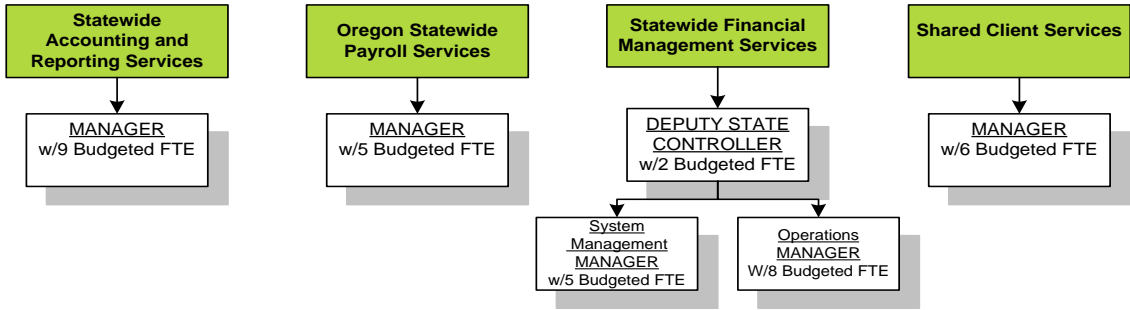 Statewide
Accounting and
Reporting Services
Oregon Statewide
Payroll Services
Statewide Financial
Management Services
Shared Client Services
MANAGER
w/9 Budgeted FTE
MANAGER
w/5 Budgeted FTE
DEPUTY STATE
CONTROLLER
w/2 Budgeted FTE
MANAGER
w/6 Budgeted FTE
System
Management
MANAGER
w/5 Budgeted FTE
Operations
MANAGER
W/8 Budgeted FTE